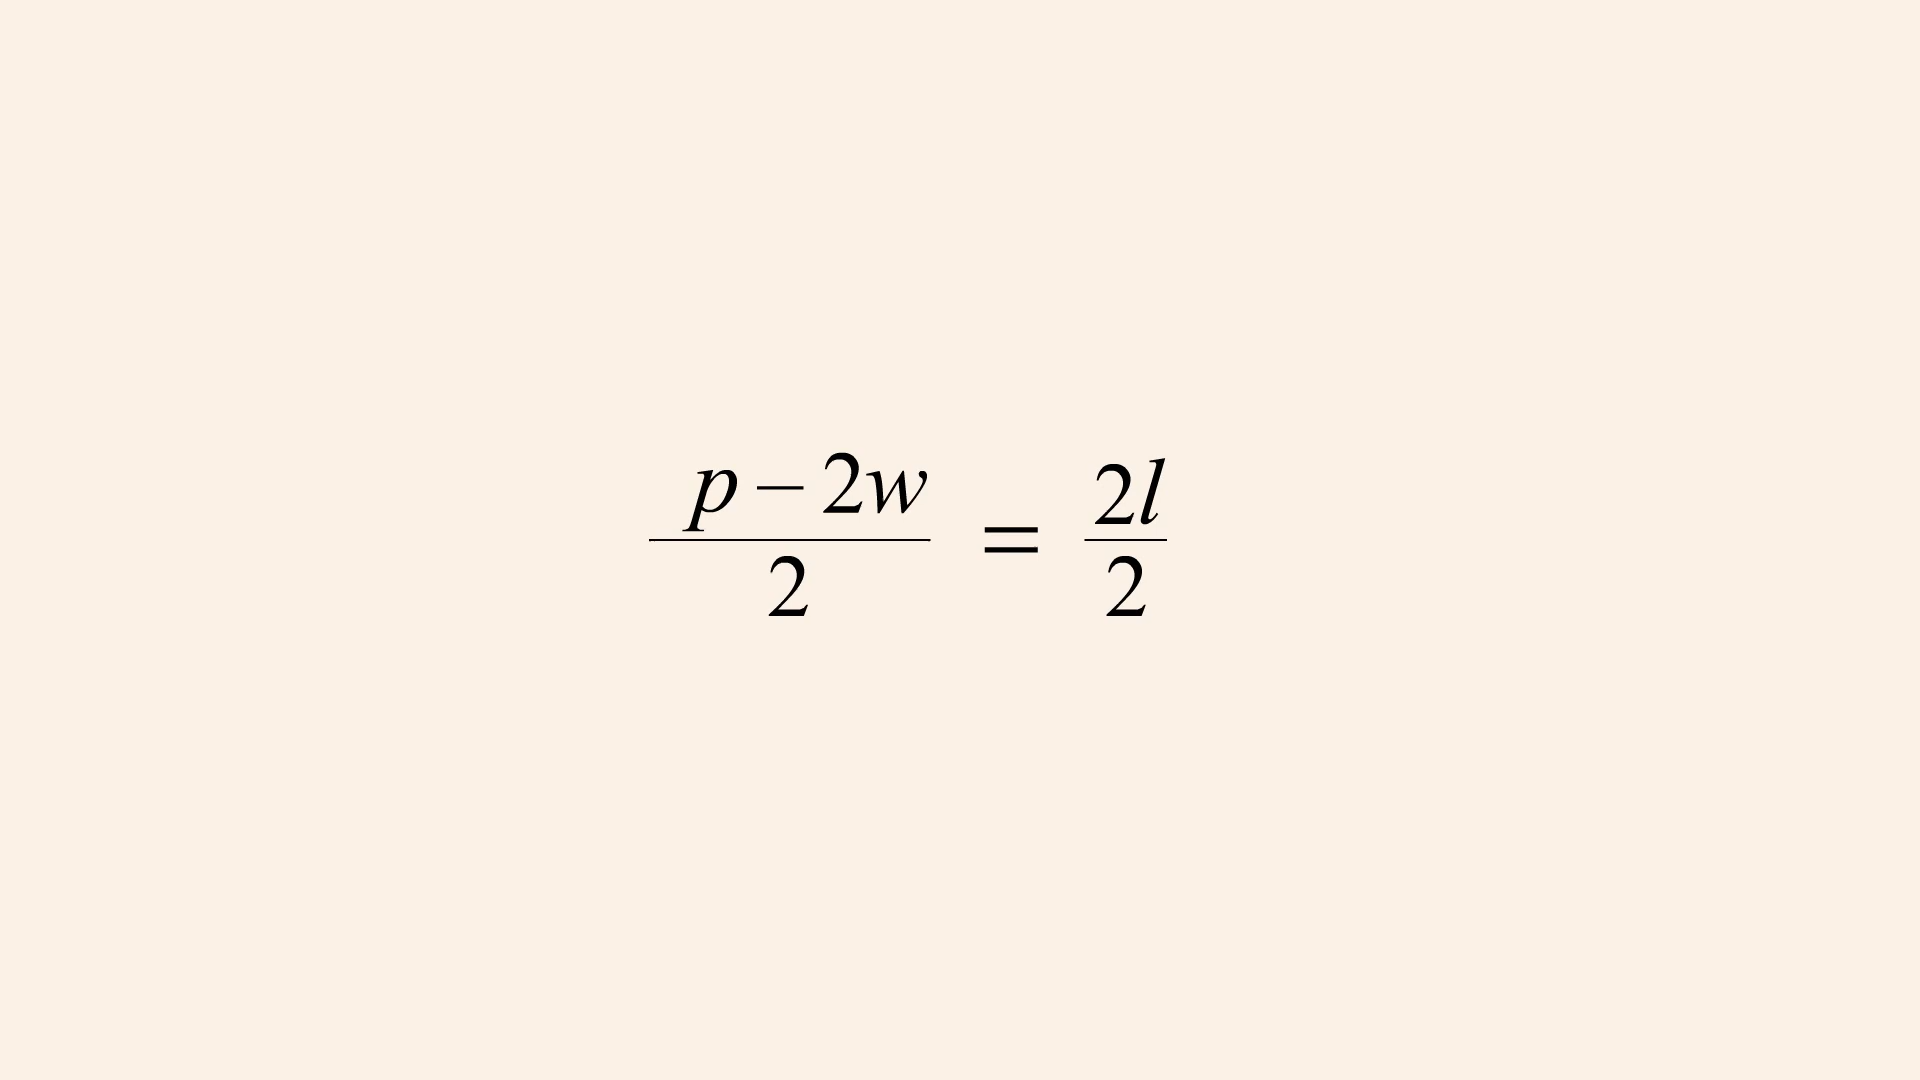 p – 2w / 2 = 2l / 2